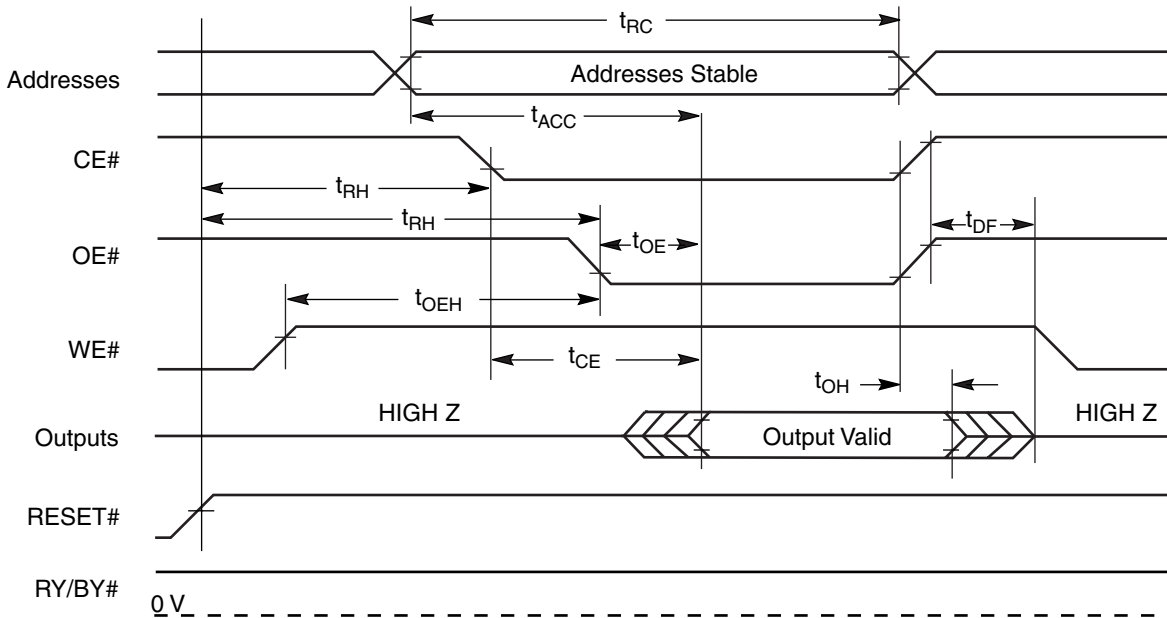 tRC
Addresses
Addresses Stable
tACC
CE#
tRH
tRH
tDF
OE#
tOE
tOEH
WE#
tCE
tOH
HIGH Z
HIGH Z
Outputs
Output Valid
RESET#
RY/BY#
0 V